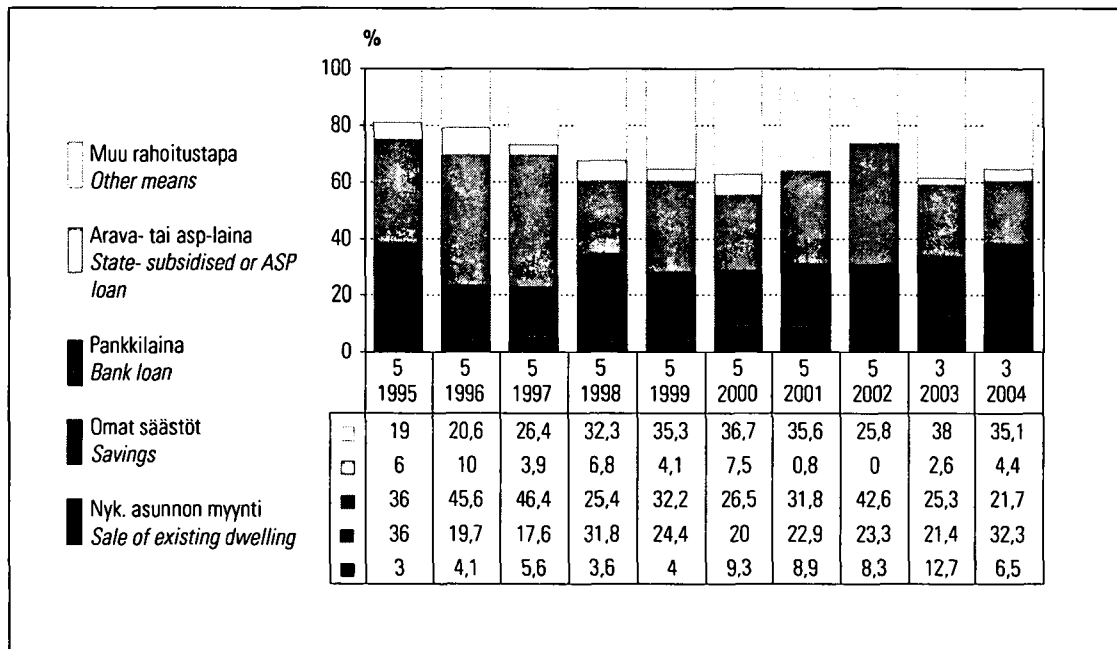 %
100
80
60
40
20
0
Muu rahoitustapa
Other means
Arava- tai asp-laina
State- subsidised or ASP
loan
Pankkilaina
Bank loan
Omat säästöt
Savings
Nyk. asunnon myynti
Sale of existing dwelling
5 5 5 5 5 5 5 5 3 3
1995 1996 1997 1998 1999 2000 2001 2002 2003 2004
19 20,6 26,4 32,3 35,3 36,7 35,6 25,8 38 35,1
6 10 3,9 6,8 4,1 7,5 0,8 0 2,6 4,4
36 45,6 46,4 25,4 32,2 26,5 31,8 42,6 25,3 21,7
36 19,7 17,6 31,8 24,4 20 22,9 23,3 21,4 32,3
3 4,1 5,6 3,6 4 9,3 8,9 8,3 12,7 6,5